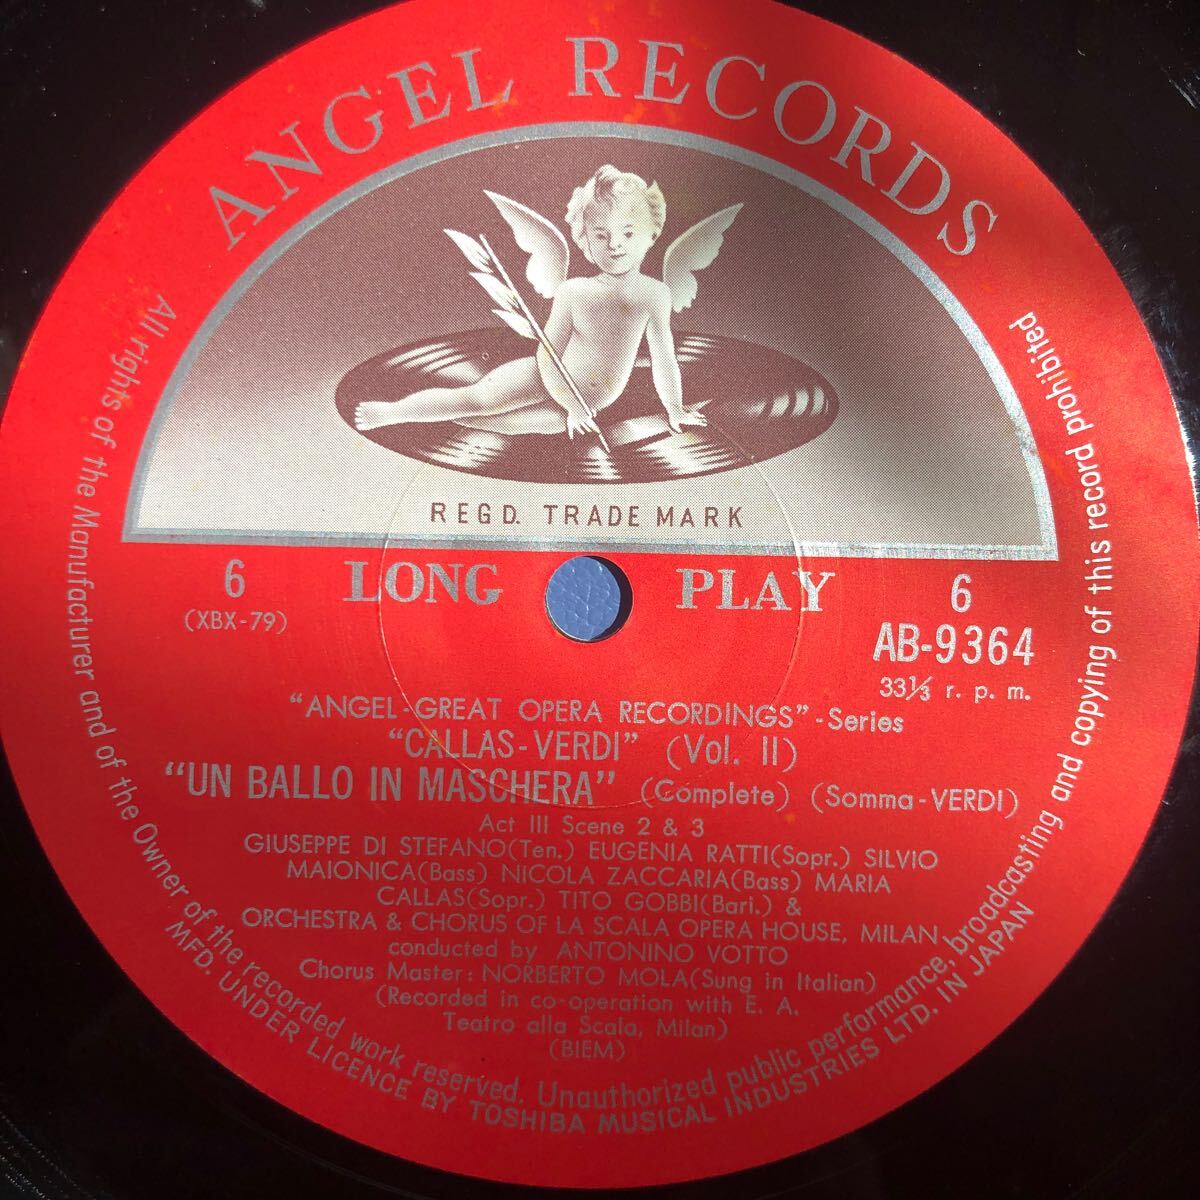 ANGEL RECORDS
REGD. TRADE MARK
6 LONG PLAY 6
(XBX-79)
AB-9364
33⅓ r. p. m.
"ANGEL-GREAT OPERA RECORDINGS"-Series
"CALLAS-VERDI" (Vol. II)
"UN BALLO IN MASCHERA" (Complete) (Somma-VERDI)
Act III Scene 2 & 3
GIUSEPPE DI STEFANO(Ten.) EUGENIA RATTI(Sopr.) SILVIO
MAIONICA(Bass) NICOLA ZACCARIA(Bass) MARIA
CALLAS(Sopr.) TITO GOBBI(Bari.) &
ORCHESTRA & CHORUS OF LA SCALA OPERA HOUSE, MILAN,
conducted by ANTONINO VOTTO
Chorus Master: NORBERTO MOLA(Sung in Italian)
(Recorded in co-operation with E. A.
Teatro alla Scala, Milan)
(BIEM)
All rights of the Manufacturer and of the Owner of the recorded work reserved. Unauthorized public performance, broadcasting and copying of this record prohibited
MFD. UNDER LICENCE BY TOSHIBA MUSICAL INDUSTRIES LTD. IN JAPAN